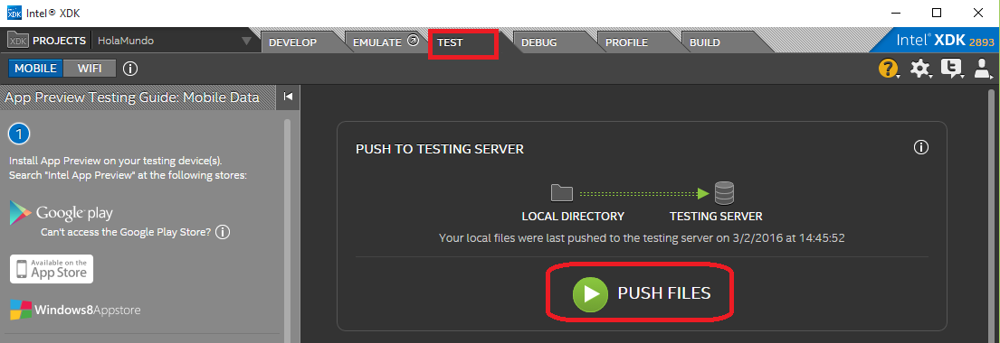 XDK Intel® XDK
XDK PROJECTS HolaMundo DEVELOP EMULATE TEST DEBUG PROFILE BUILD Intel® XDK 2893
MOBILE WIFI i ?
App Preview Testing Guide: Mobile Data
1
Install App Preview on your testing device(s).
Search "Intel App Preview" at the following stores:
Google play
Can't access the Google Play Store? i
Available on the
App Store
Windows8Appstore
PUSH TO TESTING SERVER i
LOCAL DIRECTORY TESTING SERVER
Your local files were last pushed to the testing server on 3/2/2016 at 14:45:52
PUSH FILES